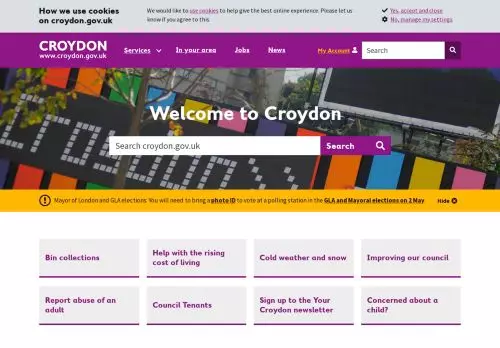 How we use cookies
on croydon.gov.uk
We would like to use cookies to help give the best online experience. Please let us
know if you agree to this.
Yes, accept and close
No, manage my settings
CROYDON
www.croydon.gov.uk
Services
In your area
Jobs
News
My Account
Search
CROYDON
Welcome to Croydon
Search croydon.gov.uk
Search
Mayor of London and GLA elections: You will need to bring a photo ID to vote at a polling station in the GLA and Mayoral elections on 2 May.
Hide
Bin collections
Help with the rising
cost of living
Cold weather and snow
Improving our council
Report abuse of an
adult
Council Tenants
Sign up to the Your
Croydon newsletter
Concerned about a
child?